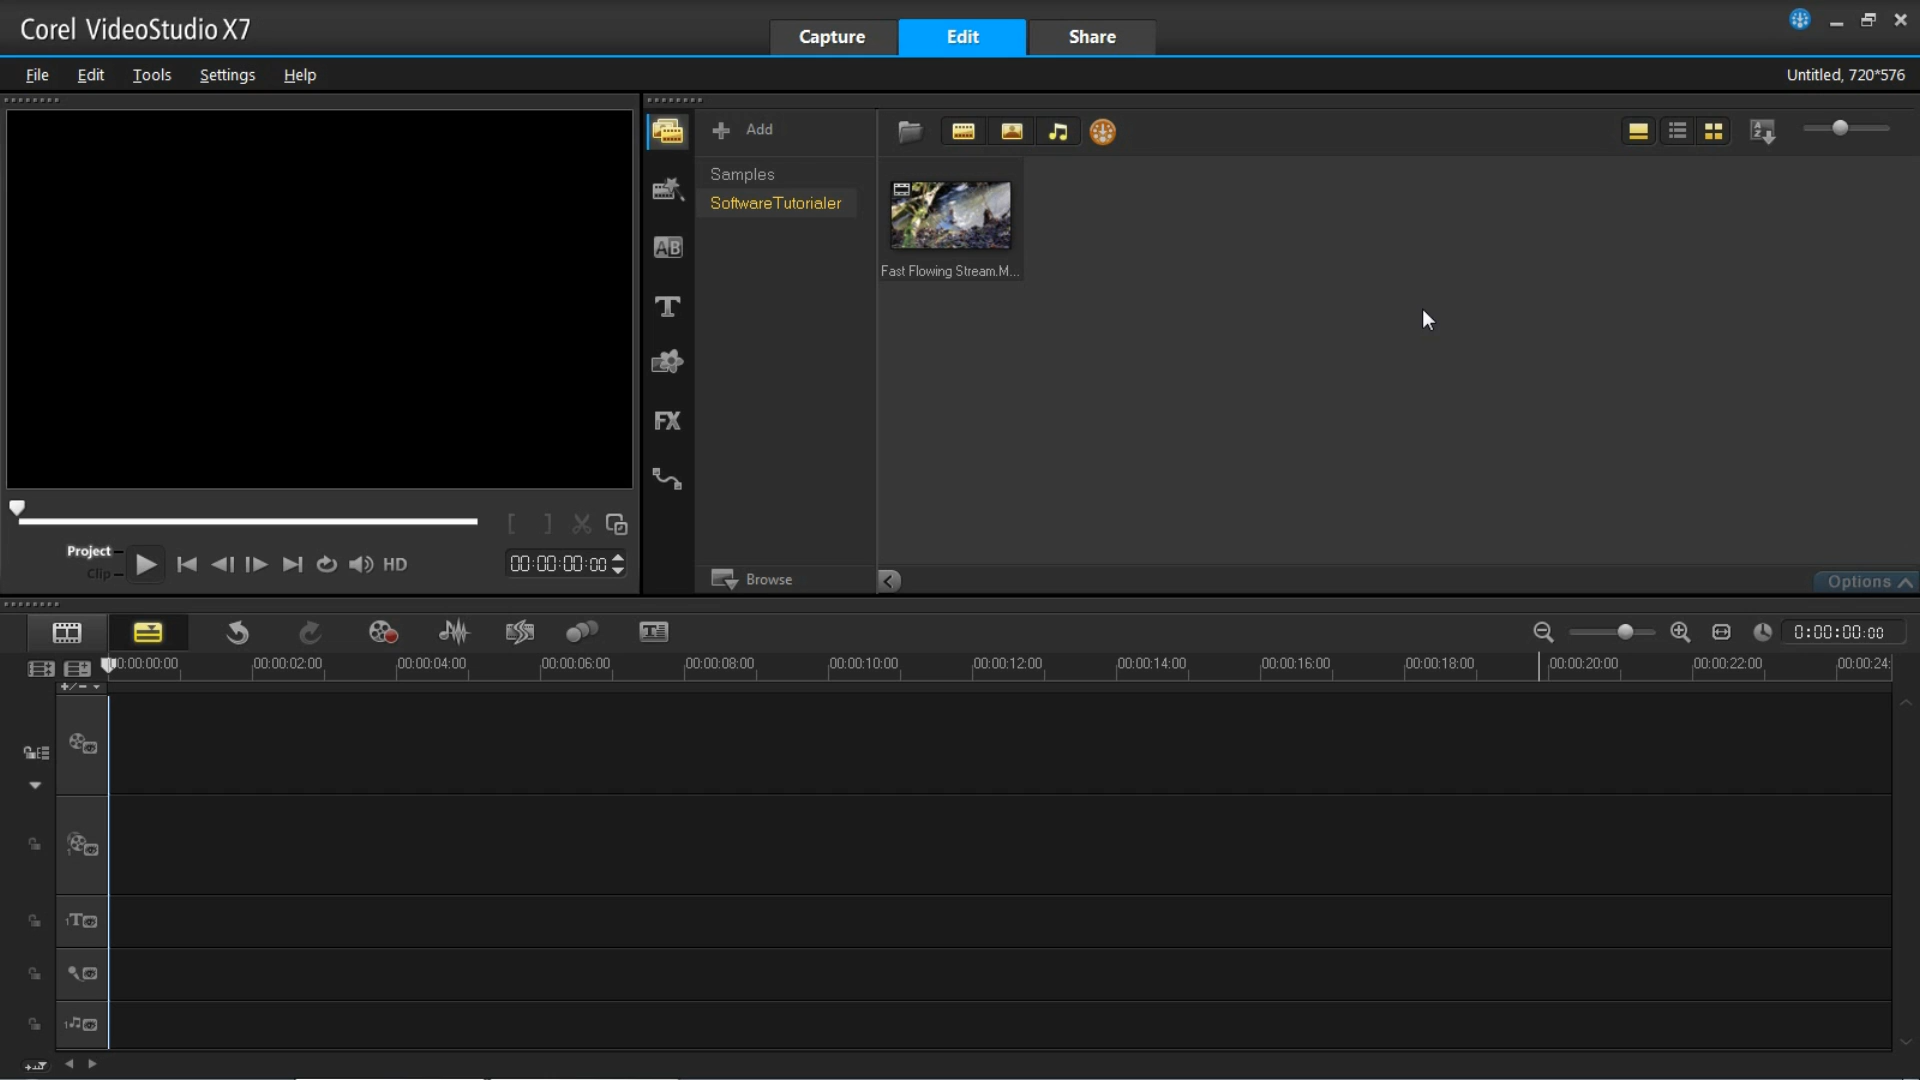 Corel VideoStudio X7
Capture
Edit
Share
File
Edit
Tools
Settings
Help
Untitled, 720*576
Add
Samples
SoftwareTutorialer
Fast Flowing Stream.M...
AB
T
FX
Project
Clip
HD
00:00:00:00
Browse
Options
0:00:00:00
00:00:00:00
00:00:02:00
00:00:04:00
00:00:06:00
00:00:08:00
00:00:10:00
00:00:12:00
00:00:14:00
00:00:16:00
00:00:18:00
00:00:20:00
00:00:22:00
00:00:24:
1
1T
1